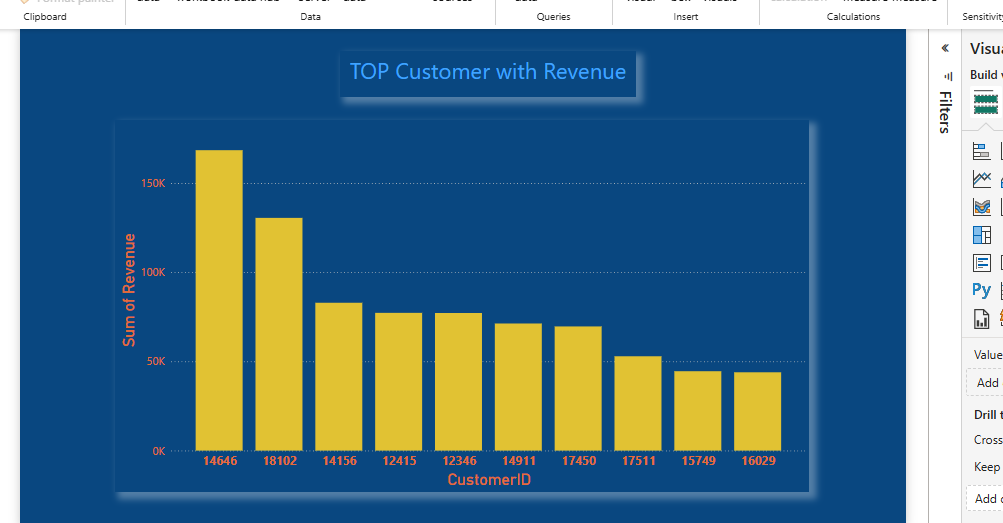 Format painter
Clipboard
Data
Queries
Insert
Calculations
Sensitivity
TOP Customer with Revenue
Sum of Revenue
150K
100K
50K
0K
14646 18102 14156 12415 12346 14911 17450 17511 15749 16029
CustomerID
Filters
Visua
Build v
Py
Value
Add
Drill t
Cross
Keep
Add d